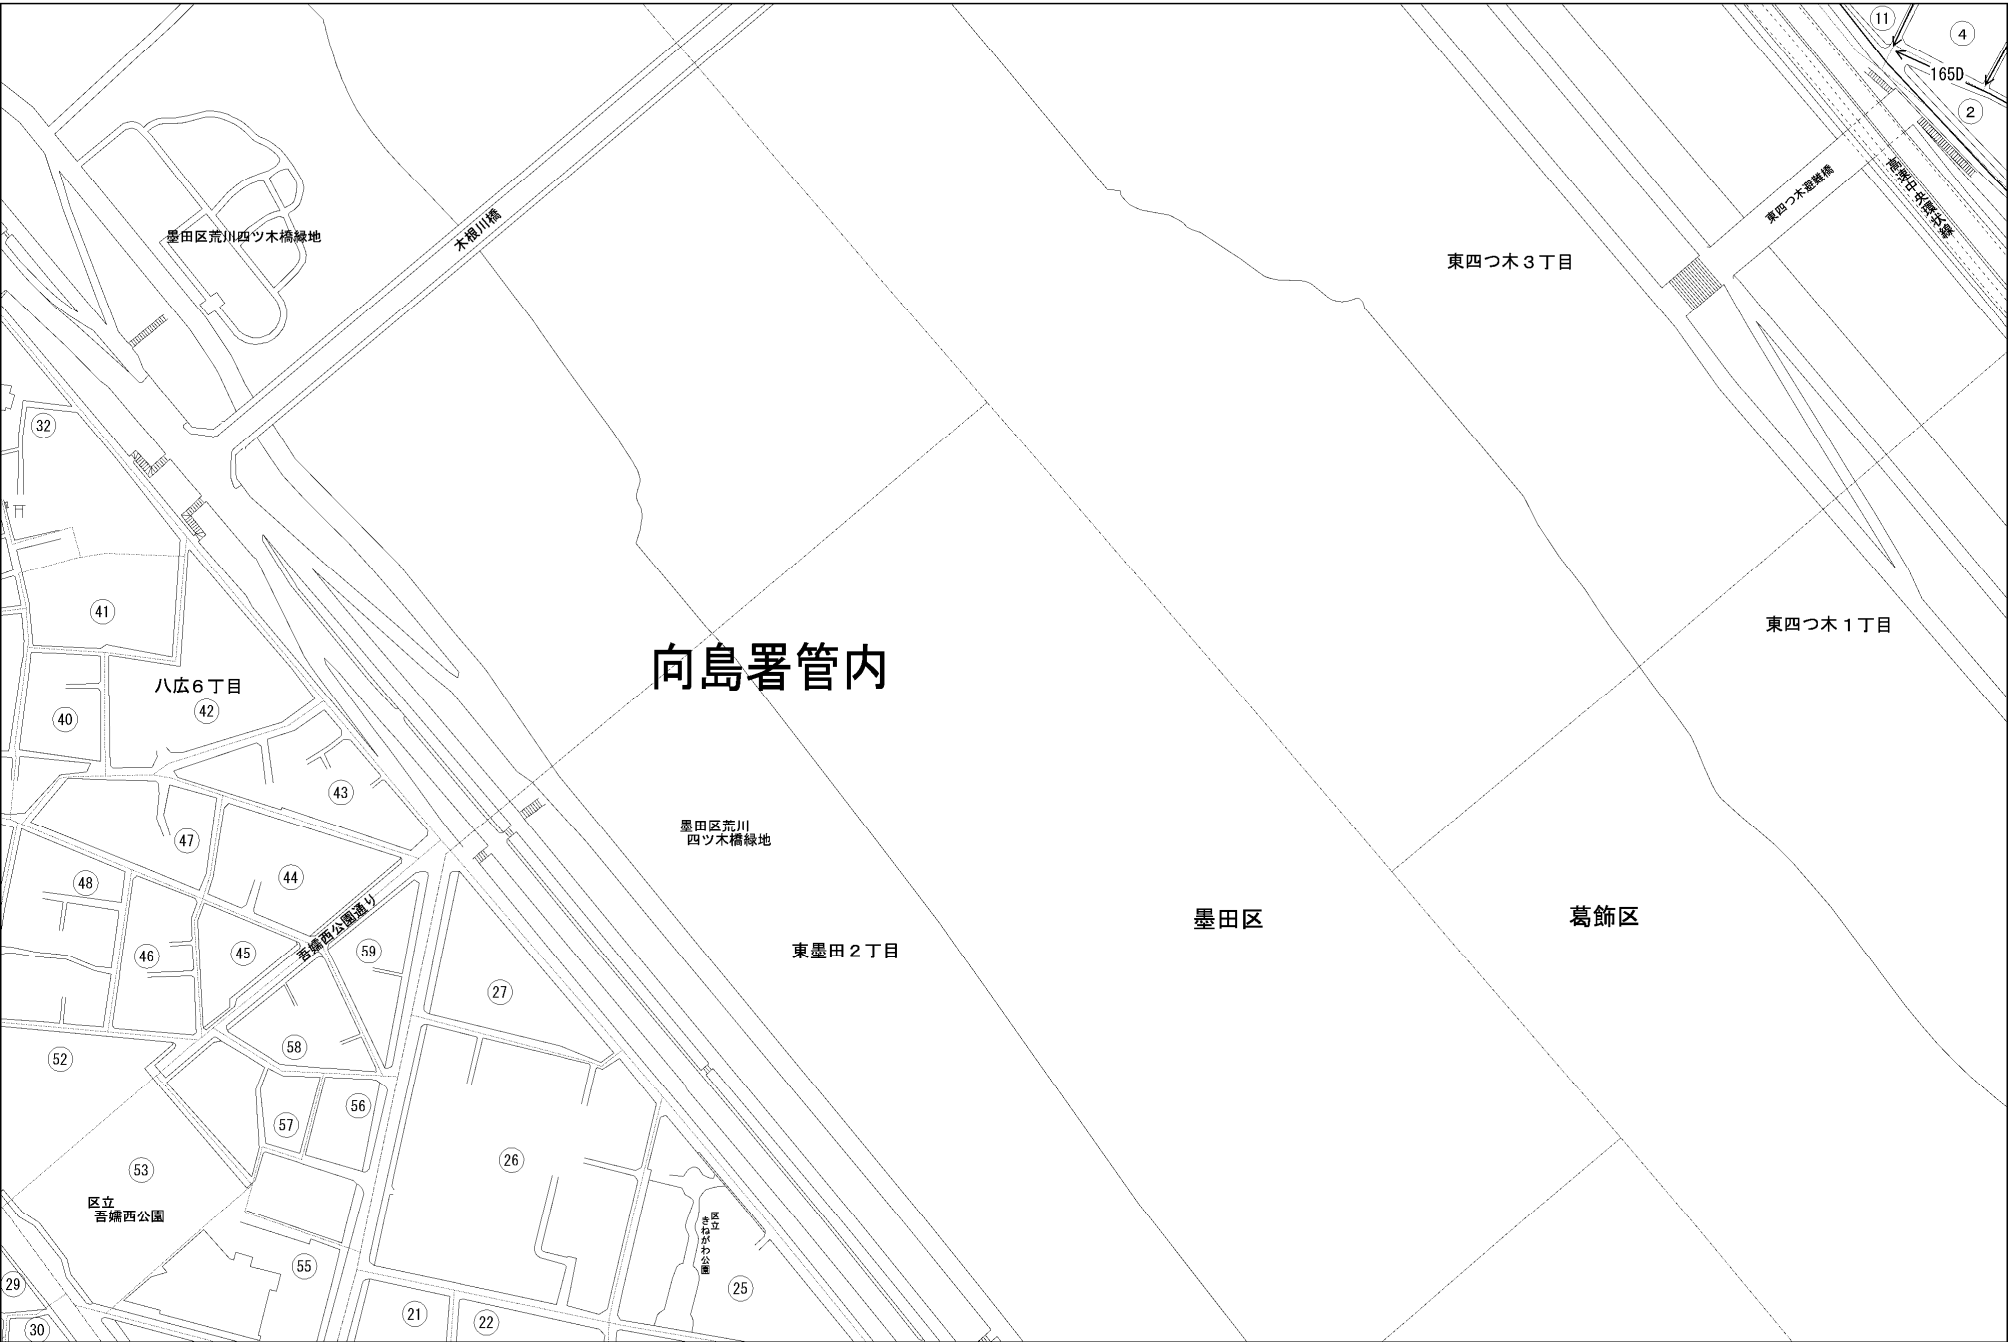 11
4
165D
2
高速中央環状線
東四つ木避難橋
木根川橋
墨田区荒川四ツ木橋緑地
東四つ木3丁目
32
41
東四つ木1丁目
向島署管内
八広6丁目
42
40
43
47
墨田区荒川
四ツ木橋緑地
44
48
吾嬬西公園通り
墨田区
葛飾区
59
45
46
東墨田2丁目
27
58
52
56
57
26
53
区立
吾嬬西公園
区立
きねがわ公園
55
25
29
21
22
30